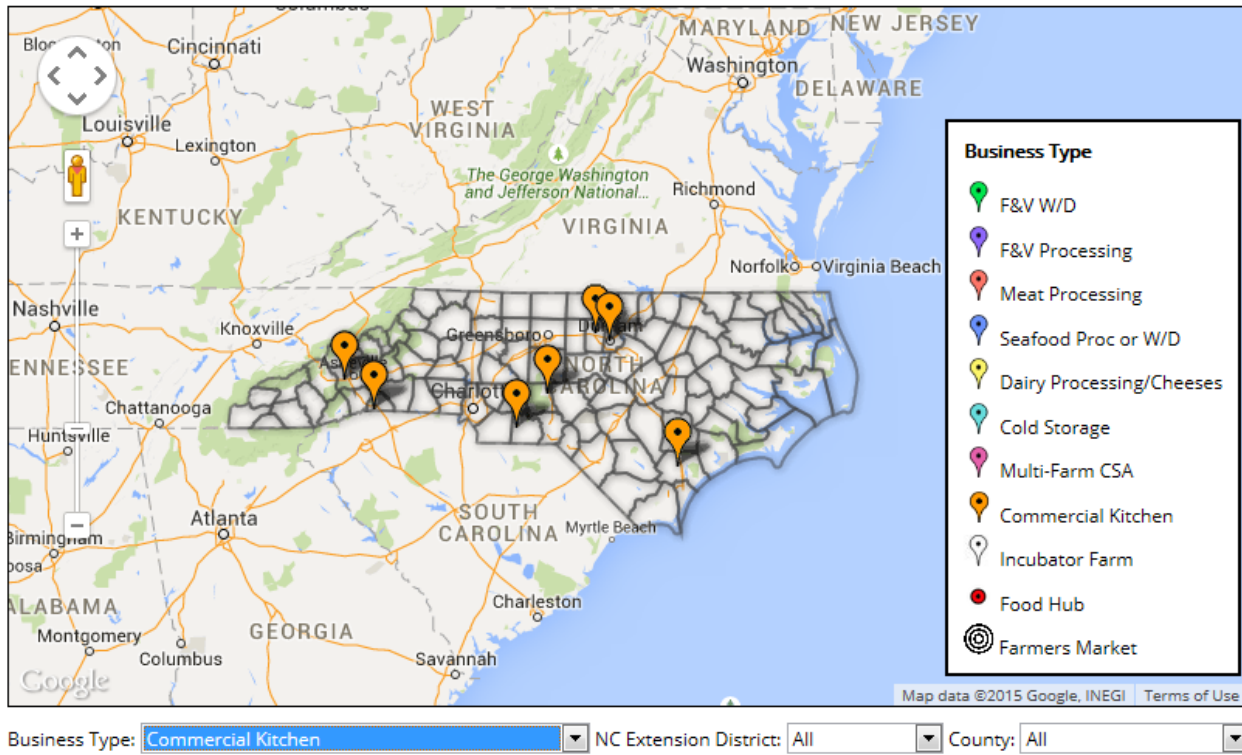 Columbus
MARYLAND
NEW JERSEY
Cincinnati
Washington
DELAWARE
WEST
VIRGINIA
Louisville
Lexington
The George Washington
and Jefferson National...
Richmond
KENTUCKY
VIRGINIA
Norfolk
Virginia Beach
Nashville
Knoxville
Greensboro
Durham
ENNESSEE
NORTH
CAROLINA
Charlott
Chattanooga
Huntsville
SOUTH
CAROLINA
Myrtle Beach
Atlanta
Birmingham
oosa
ALABAMA
Charleston
Montgomery
GEORGIA
Columbus
Savannah
Google
Business Type
F&V W/D
F&V Processing
Meat Processing
Seafood Proc or W/D
Dairy Processing/Cheeses
Cold Storage
Multi-Farm CSA
Commercial Kitchen
Incubator Farm
Food Hub
Farmers Market
Map data ©2015 Google, INEGI Terms of Use
Business Type: Commercial Kitchen NC Extension District: All County: All